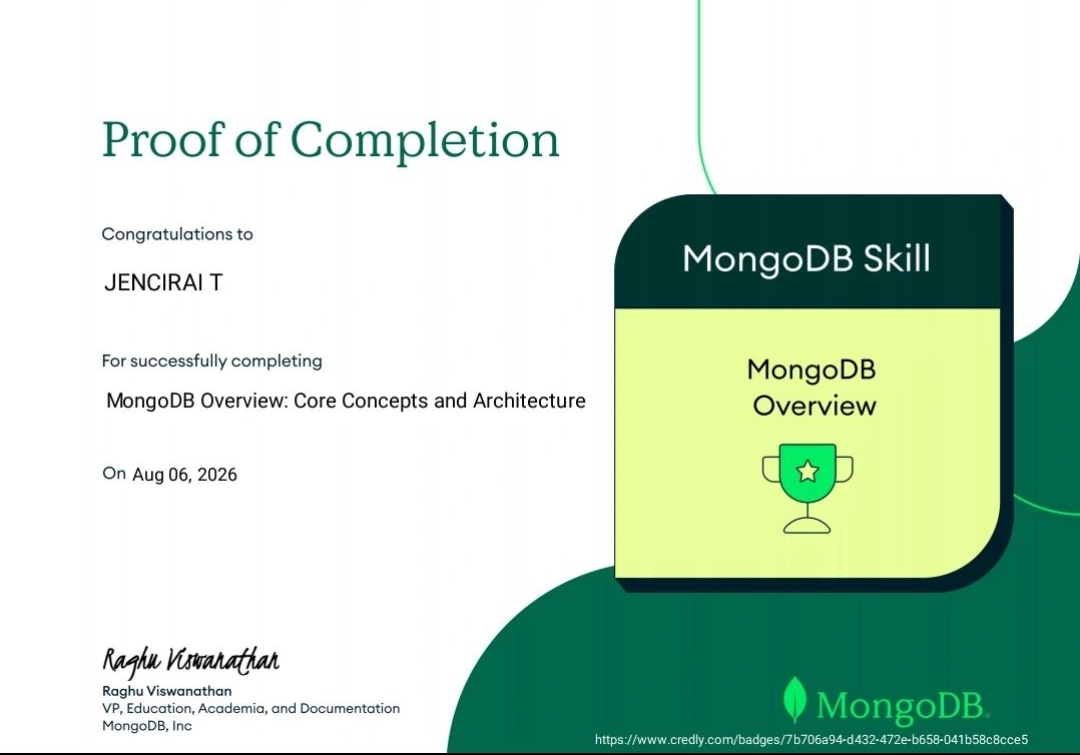 Proof of Completion
Congratulations to
JENCIRAI T
For successfully completing
MongoDB Overview: Core Concepts and Architecture
On Aug 06, 2026
Raghu Viswanathan
Raghu Viswanathan
VP, Education, Academia, and Documentation
MongoDB, Inc
MongoDB Skill
MongoDB
Overview
MongoDB.
https://www.credly.com/badges/7b706a94-d432-472e-b658-041b58c8cce5